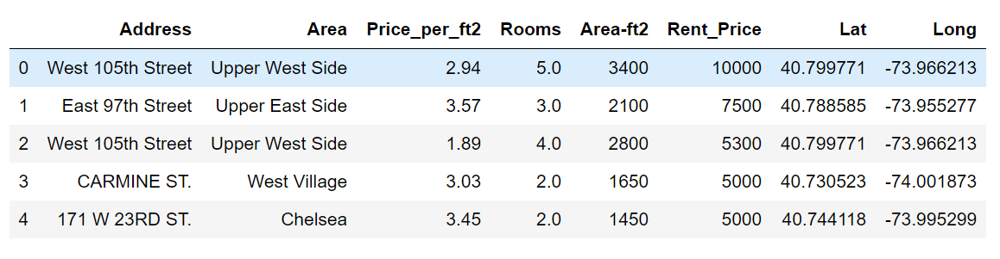 Address Area Price_per_ft2 Rooms Area-ft2 Rent_Price Lat Long
0 West 105th Street Upper West Side 2.94 5.0 3400 10000 40.799771 -73.966213
1 East 97th Street Upper East Side 3.57 3.0 2100 7500 40.788585 -73.955277
2 West 105th Street Upper West Side 1.89 4.0 2800 5300 40.799771 -73.966213
3 CARMINE ST. West Village 3.03 2.0 1650 5000 40.730523 -74.001873
4 171 W 23RD ST. Chelsea 3.45 2.0 1450 5000 40.744118 -73.995299